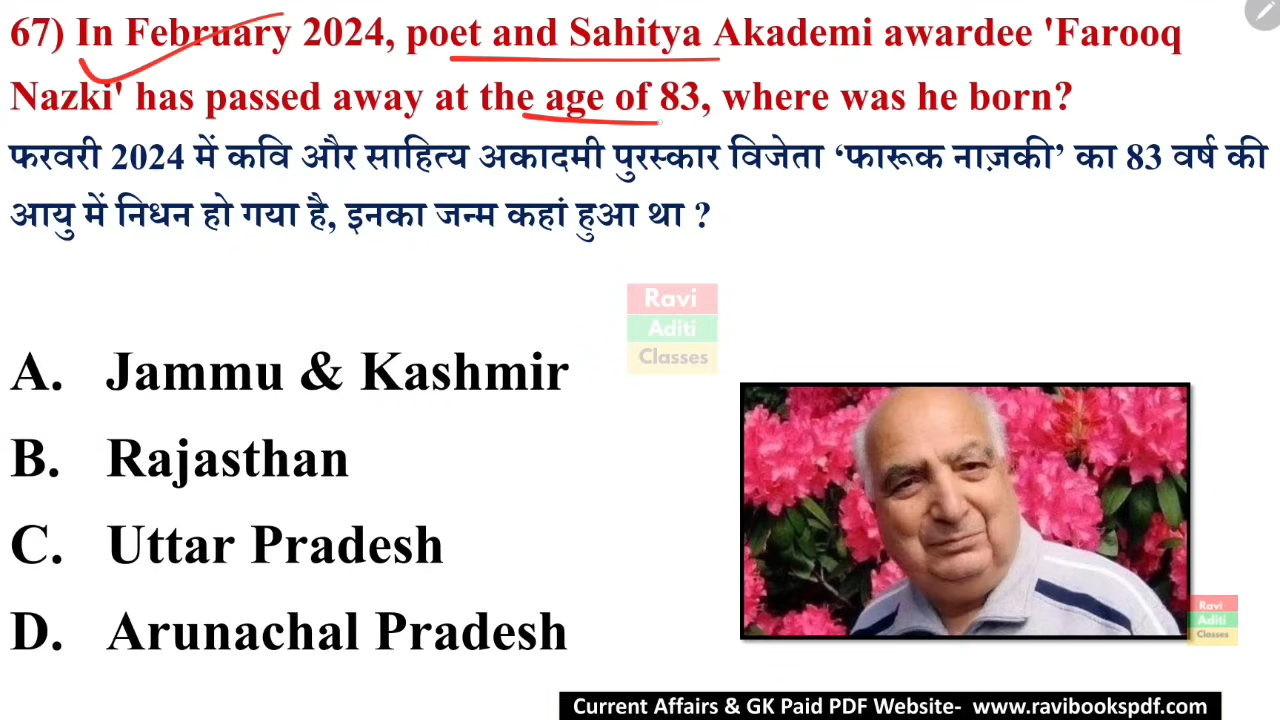 67) In February 2024, poet and Sahitya Akademi awardee 'Farooq
Nazki' has passed away at the age of 83, where was he born?
फरवरी 2024 में कवि और साहित्य अकादमी पुरस्कार विजेता ‘फारूक नाज़की’ का 83 वर्ष की
आयु में निधन हो गया है, इनका जन्म कहां हुआ था ?
Ravi
Aditi
Classes
A. Jammu & Kashmir
B. Rajasthan
C. Uttar Pradesh
D. Arunachal Pradesh
Ravi
Aditi
Classes
Current Affairs & GK Paid PDF Website- www.ravibookspdf.com